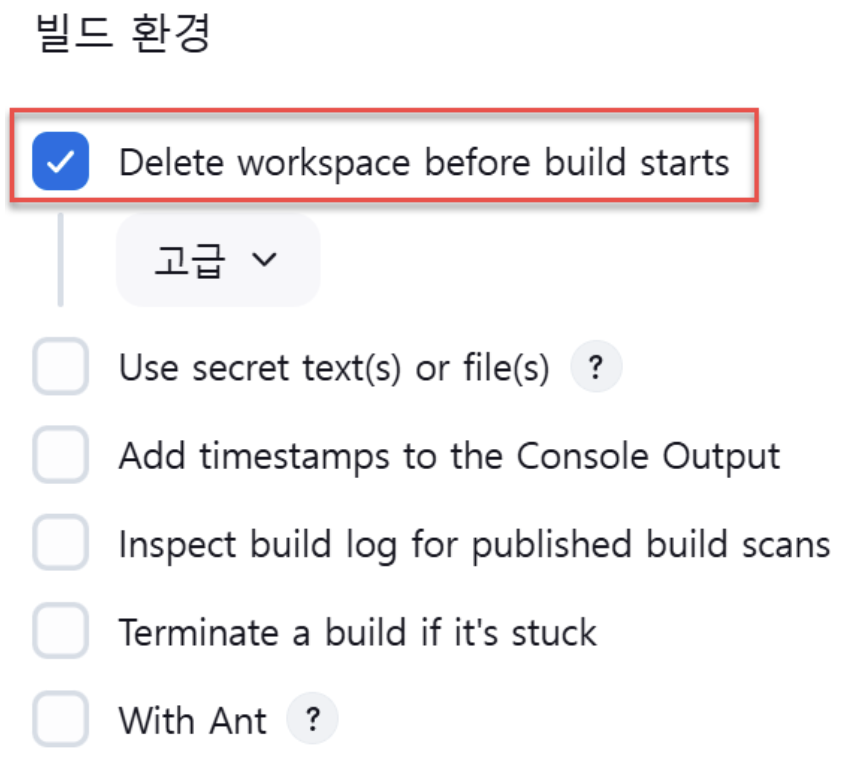 빌드 환경
Delete workspace before build starts
고급
Use secret text(s) or file(s) ?
Add timestamps to the Console Output
Inspect build log for published build scans
Terminate a build if it's stuck
With Ant ?